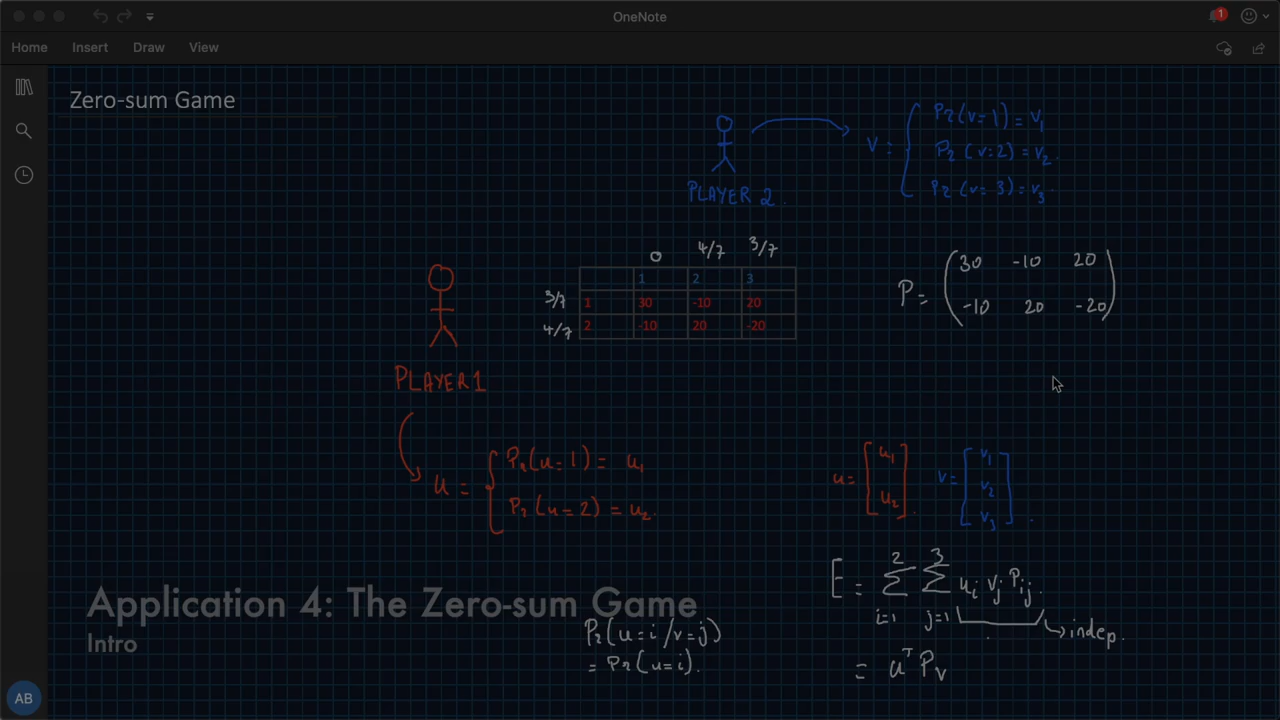 OneNote
1
Home Insert Draw View
Zero-sum Game
PLAYER 2.
v = { Pr(v=1) = v1
Pr(v=2) = v2.
Pr(v=3) = v3.
0 4/7 3/7
1 2 3
3/7 1 30 -10 20
4/7 2 -10 20 -20
P = ( 30 -10 20
-10 20 -20 )
PLAYER 1
u = { Pr(u=1) = u1
Pr(u=2) = u2.
u = [ u1 u2 ].
v = [ v1 v2 v3 ].
E = ∑_{i=1}^{2} ∑_{j=1}^{3} ui vj Pij.
indep.
= u^T Pv
Application 4: The Zero-sum Game
Intro
Pr(u=i/v=j)
= Pr(u=i).
AB